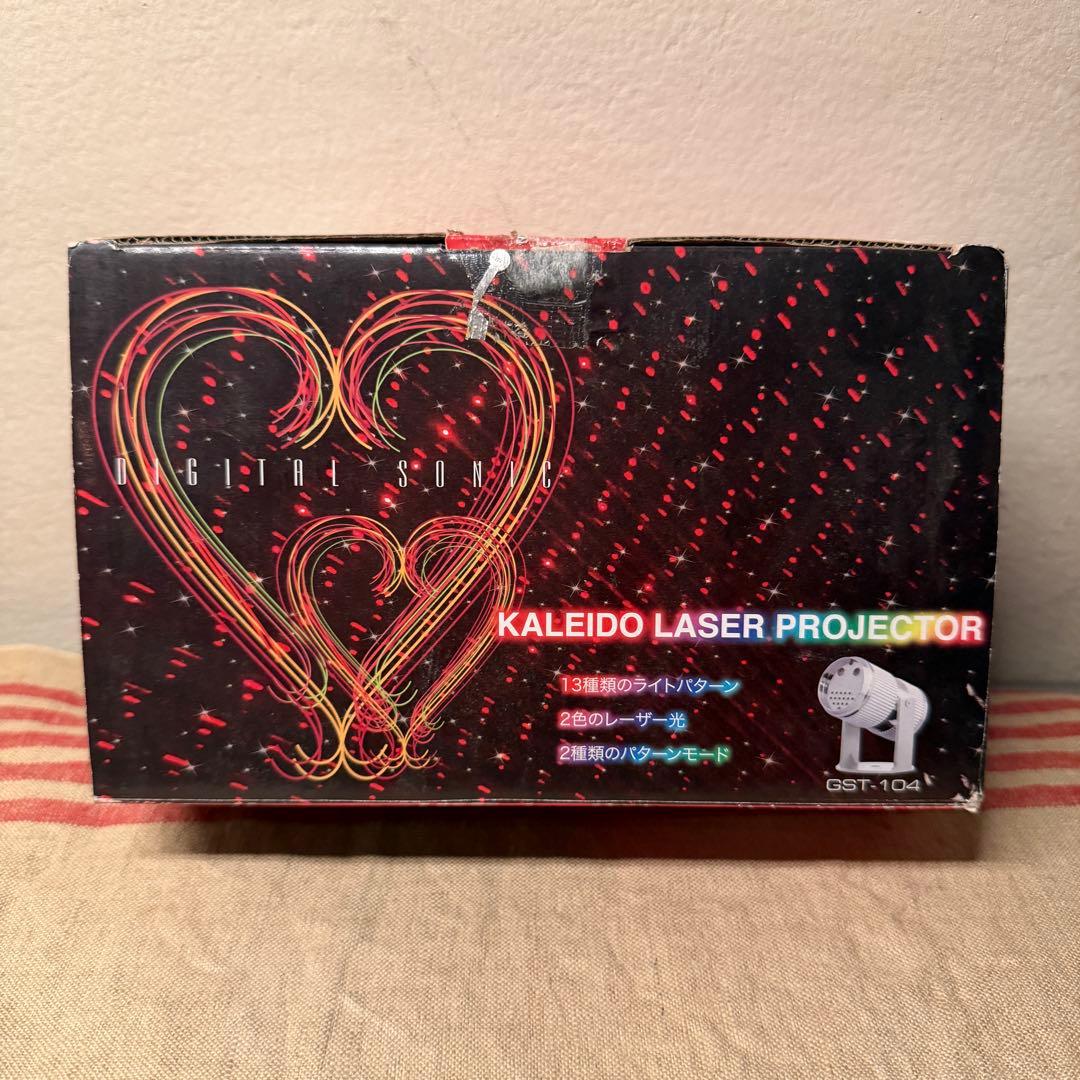 DIGITAL SONIC
KALEIDO LASER PROJECTOR
13種類のライトパターン
2色のレーザー光
2種類のパターンモード
GST-104